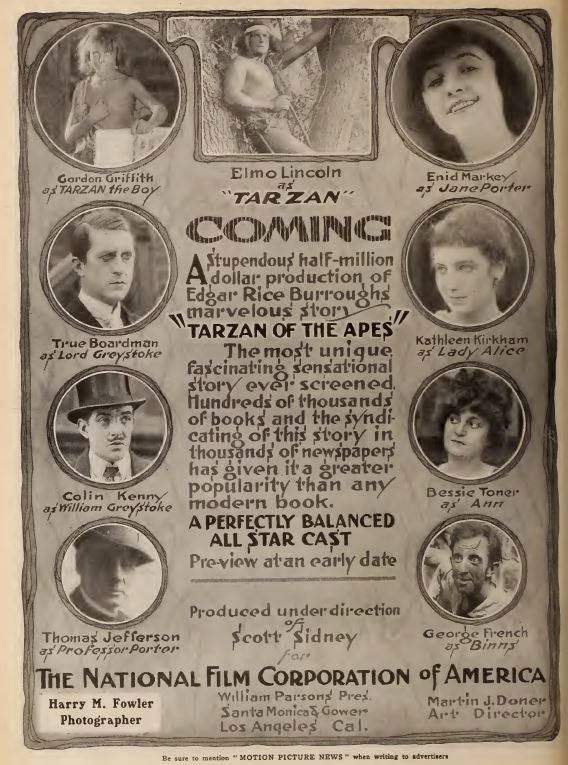 Gordon Griffith
as TARZAN the Boy
Elmo Lincoln
as
"TARZAN"
Enid Markey
as Jane Porter
COMING
A Stupendous half-million
dollar production of
Edgar Rice Burroughs
marvelous story
"TARZAN OF THE APES"
The most unique
fascinating sensational
story ever screened.
Hundreds of thousands
of books and the syndi-
cating of this story in
thousands of newspapers
has given it a greater
popularity than any
modern book.
A PERFECTLY BALANCED
ALL STAR CAST
Pre-view at an early date
True Boardman
as Lord Greystoke
Kathleen Kirkham
as Lady Alice
Colin Kenny
as William Greystoke
Bessie Toner
as Ann
Thomas Jefferson
as Professor Porter
George French
as Binns
Produced under direction
of
Scott Sidney
for
THE NATIONAL FILM CORPORATION of AMERICA
Harry M. Fowler
Photographer
William Parsons Pres.
Santa Monica & Gower
Los Angeles Cal.
Martin J. Doner
Art Director
Be sure to mention "MOTION PICTURE NEWS" when writing to advertisers